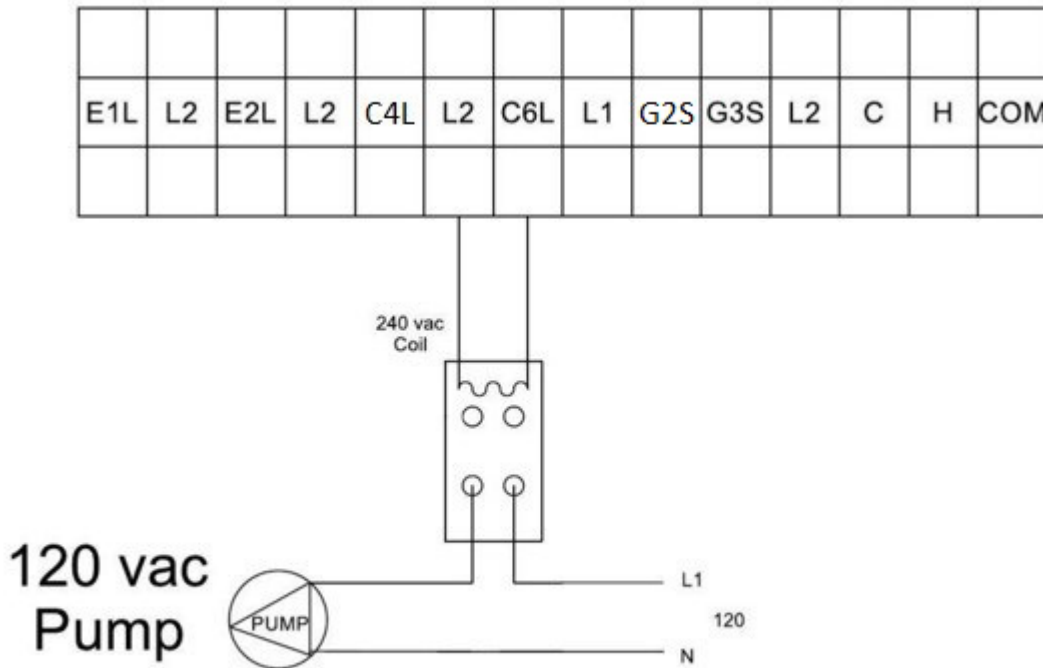 E1L L2 E2L L2 C4L L2 C6L L1 G2S G3S L2 C H COM
240 vac
Coil
120 vac
Pump
PUMP
L1
120
N